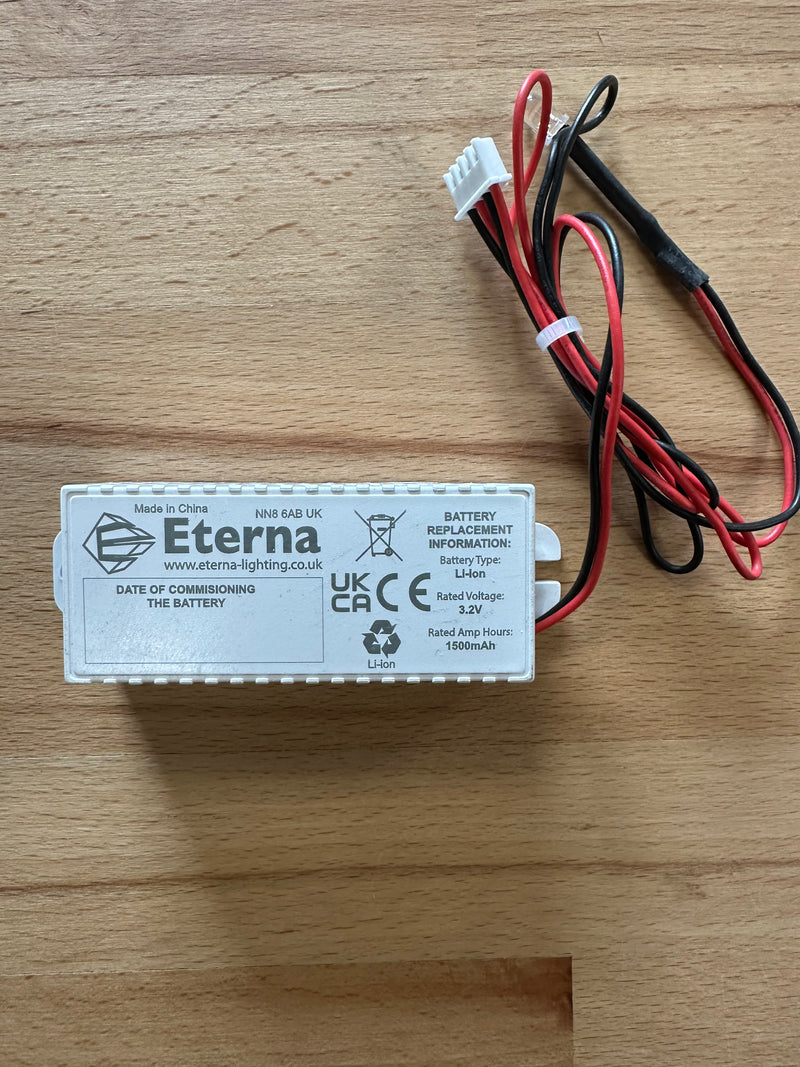 Made in China
NN8 6AB UK
Eterna
www.eterna-lighting.co.uk
DATE OF COMMISIONING
THE BATTERY
UK
CA
CE
Li-ion
BATTERY
REPLACEMENT
INFORMATION:
Battery Type:
Li-Ion
Rated Voltage:
3.2V
Rated Amp Hours:
1500mAh